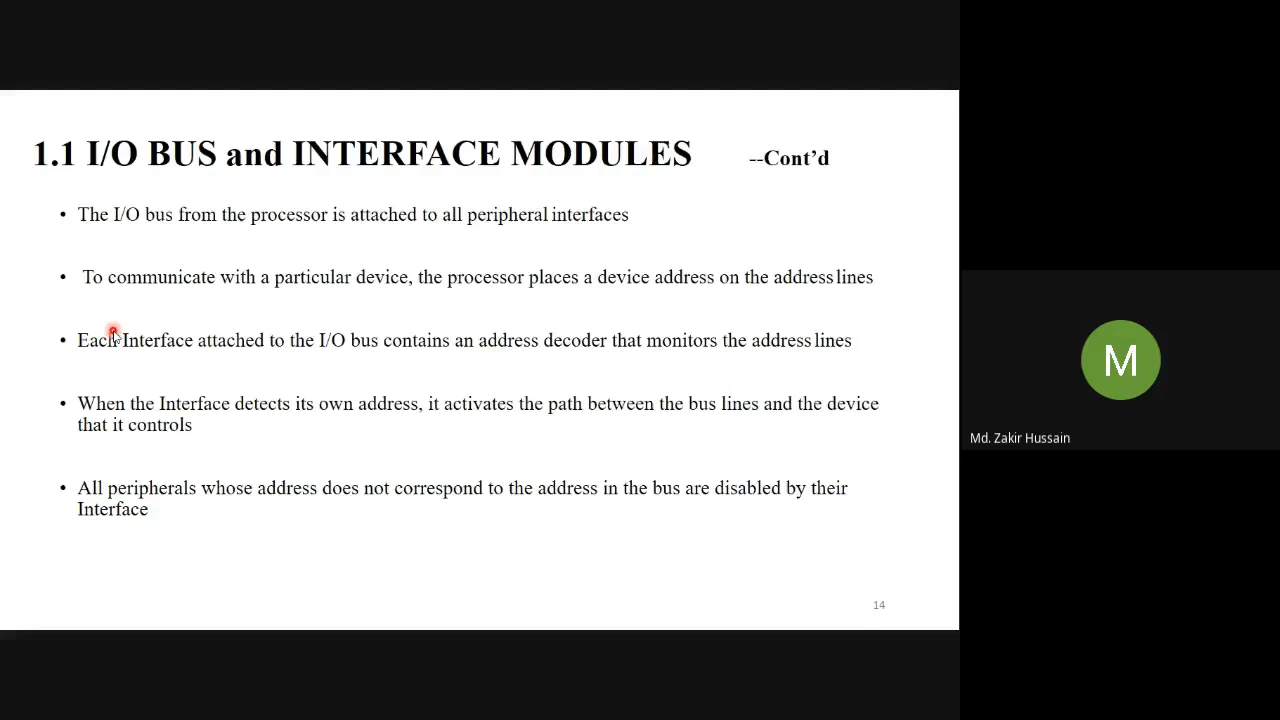 1.1 I/O BUS and INTERFACE MODULES --Cont’d
• The I/O bus from the processor is attached to all peripheral interfaces
• To communicate with a particular device, the processor places a device address on the address lines
• Each Interface attached to the I/O bus contains an address decoder that monitors the address lines
• When the Interface detects its own address, it activates the path between the bus lines and the device
that it controls
• All peripherals whose address does not correspond to the address in the bus are disabled by their
Interface
14
M
Md. Zakir Hussain